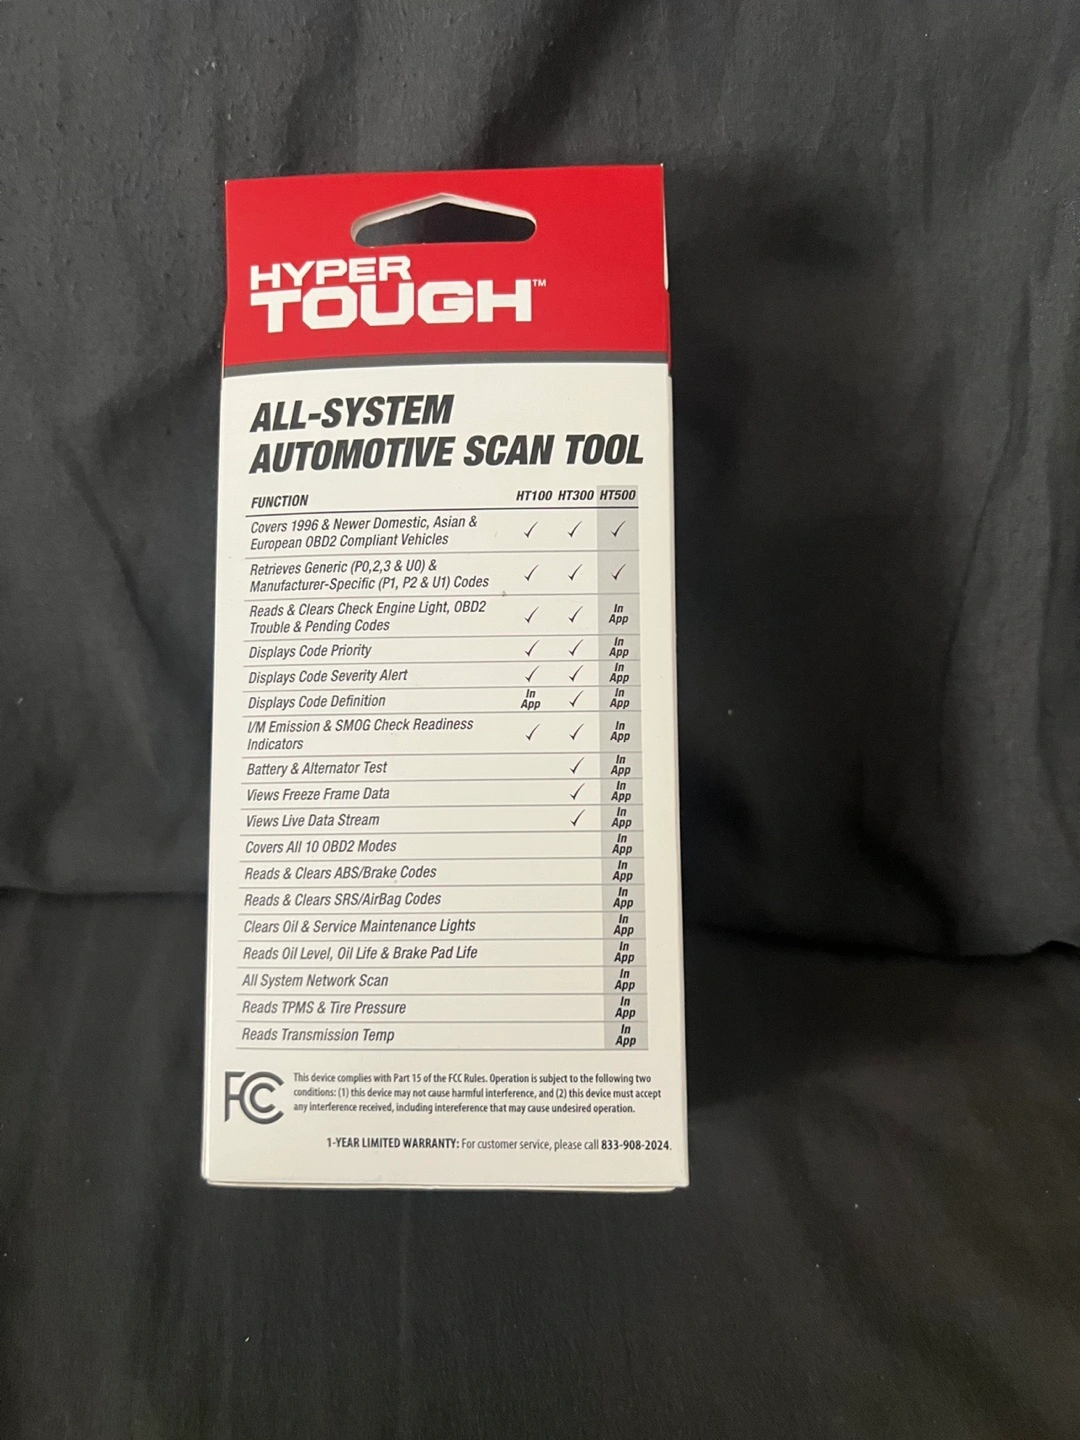 HYPER
TOUGH™
ALL-SYSTEM
AUTOMOTIVE SCAN TOOL
FUNCTION HT100 HT300 HT500
Covers 1996 & Newer Domestic, Asian &
European OBD2 Compliant Vehicles ✓ ✓ ✓
Retrieves Generic (P0,2,3 & U0) &
Manufacturer-Specific (P1, P2 & U1) Codes ✓ ✓ ✓
Reads & Clears Check Engine Light, OBD2
Trouble & Pending Codes ✓ ✓ In App
Displays Code Priority ✓ ✓ In App
Displays Code Severity Alert ✓ ✓ In App
Displays Code Definition In App ✓ In App
I/M Emission & SMOG Check Readiness
Indicators ✓ ✓ In App
Battery & Alternator Test ✓ In App
Views Freeze Frame Data ✓ In App
Views Live Data Stream ✓ In App
Covers All 10 OBD2 Modes In App
Reads & Clears ABS/Brake Codes In App
Reads & Clears SRS/AirBag Codes In App
Clears Oil & Service Maintenance Lights In App
Reads Oil Level, Oil Life & Brake Pad Life In App
All System Network Scan In App
Reads TPMS & Tire Pressure In App
Reads Transmission Temp In App
FC
This device complies with Part 15 of the FCC Rules. Operation is subject to the following two
conditions: (1) this device may not cause harmful interference, and (2) this device must accept
any interference received, including intereference that may cause undesired operation.
1-YEAR LIMITED WARRANTY: For customer service, please call 833-908-2024.